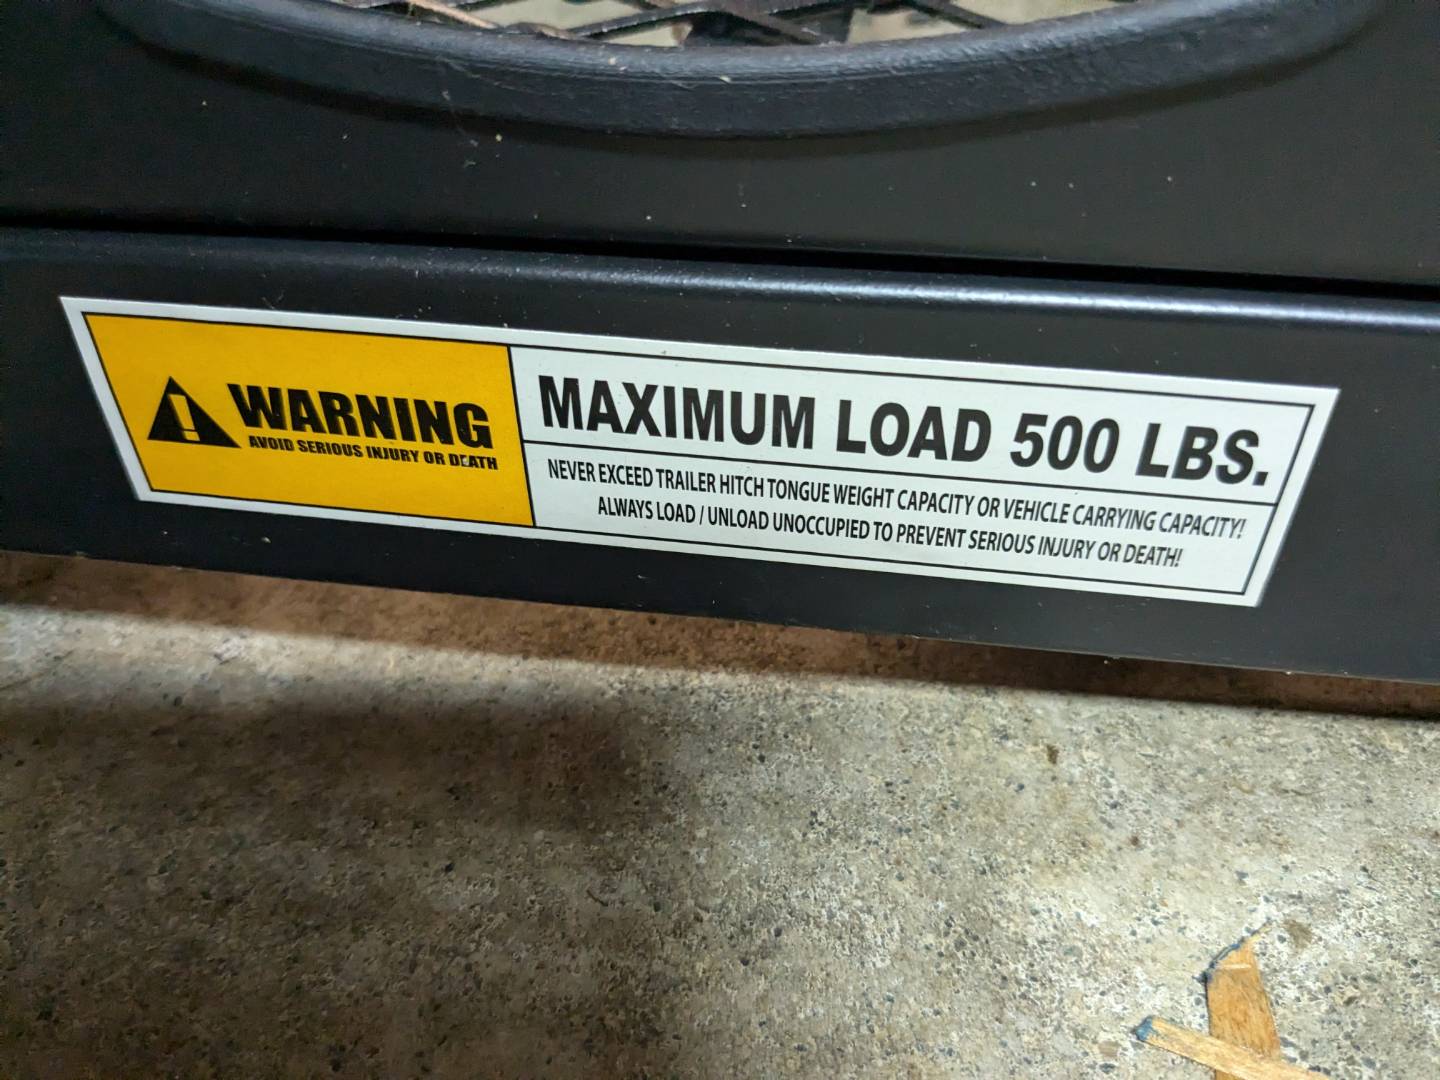 WARNING
AVOID SERIOUS INJURY OR DEATH
MAXIMUM LOAD 500 LBS.
NEVER EXCEED TRAILER HITCH TONGUE WEIGHT CAPACITY OR VEHICLE CARRYING CAPACITY!
ALWAYS LOAD / UNLOAD UNOCCUPIED TO PREVENT SERIOUS INJURY OR DEATH!